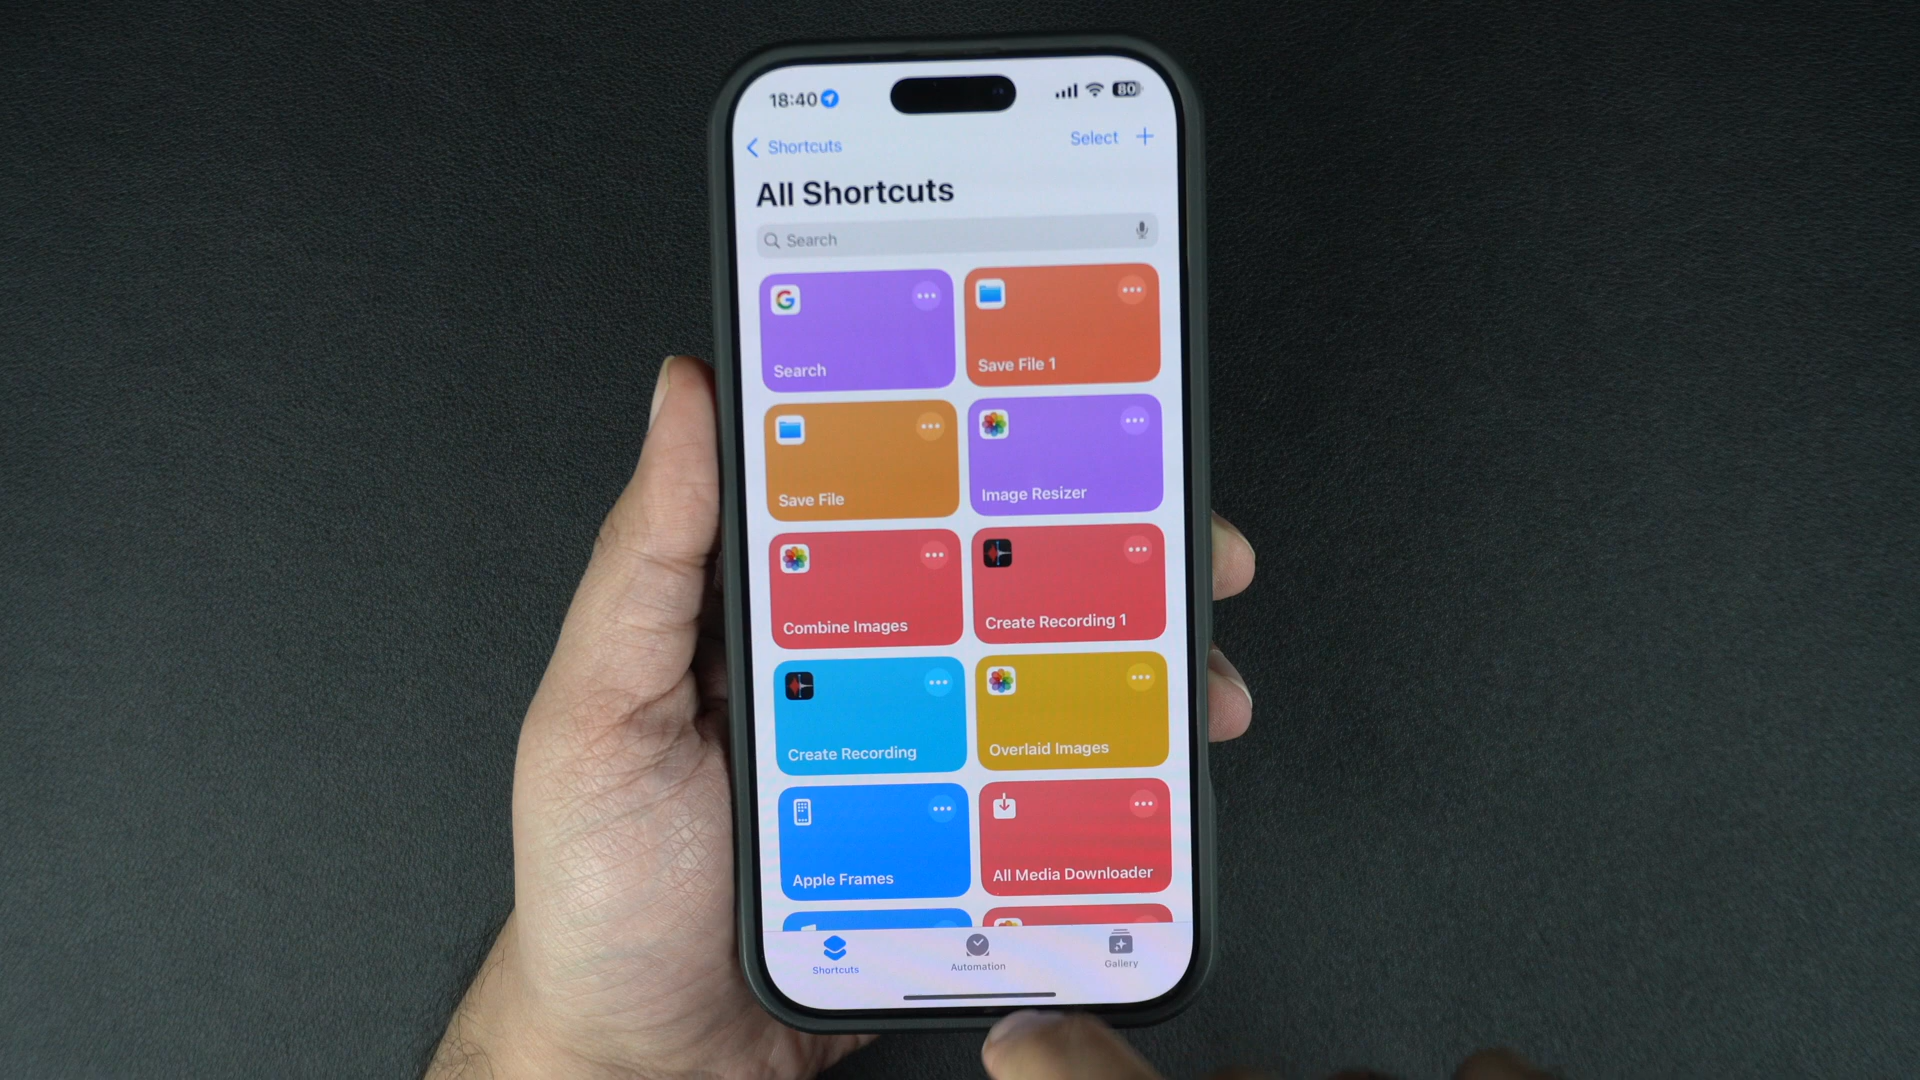 18:40
80
Shortcuts
Select
All Shortcuts
Search
Search
Save File 1
Save File
Image Resizer
Combine Images
Create Recording 1
Create Recording
Overlaid Images
Apple Frames
All Media Downloader
Shortcuts
Automation
Gallery